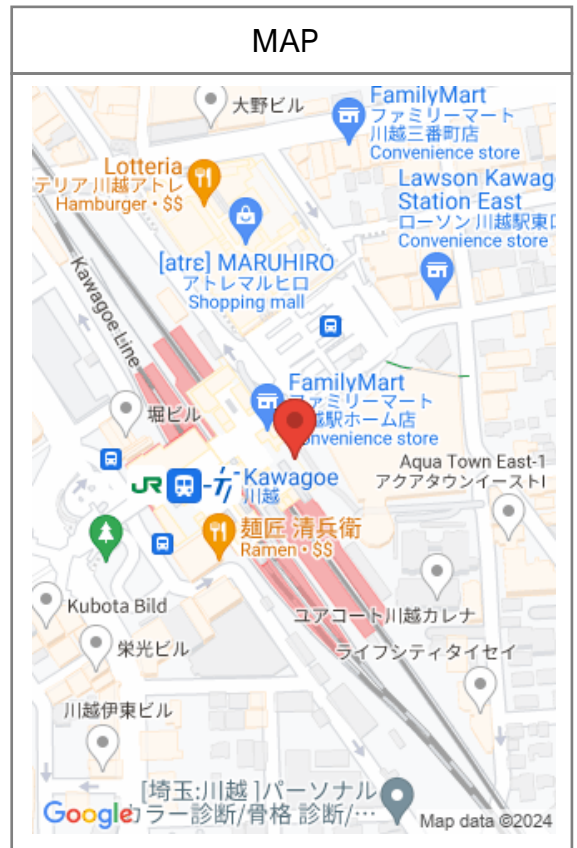 MAP
大野ビル
FamilyMart
ファミリーマート
川越三番町店
Convenience store
Lotteria
テリア 川越アトレ
Hamburger • $$
Lawson Kawag
Station East
ローソン 川越駅東
Convenience store
[atrε] MARUHIRO
アトレマルヒロ
Shopping mall
Kawagoe Line
FamilyMart
ファミリーマート
越駅ホーム店
onvenience store
堀ビル
JR
Kawagoe
川越
Aqua Town East-1
アクアタウンイーストI
麺匠 清兵衛
Ramen • $$
Kubota Bild
ユアコート川越カレナ
栄光ビル
ライフシティタイセイ
川越伊東ビル
[埼玉:川越 ]パーソナル
カラー診断/骨格 診断/…
Google
Map data ©2024